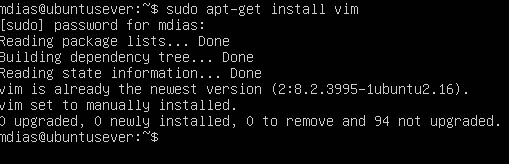 mdias@ubuntusever:~$ sudo apt-get install vim
[sudo] password for mdias:
Reading package lists... Done
Building dependency tree... Done
Reading state information... Done
vim is already the newest version (2:8.2.3995-1ubuntu2.16).
vim set to manually installed.
0 upgraded, 0 newly installed, 0 to remove and 94 not upgraded.
mdias@ubuntusever:~$